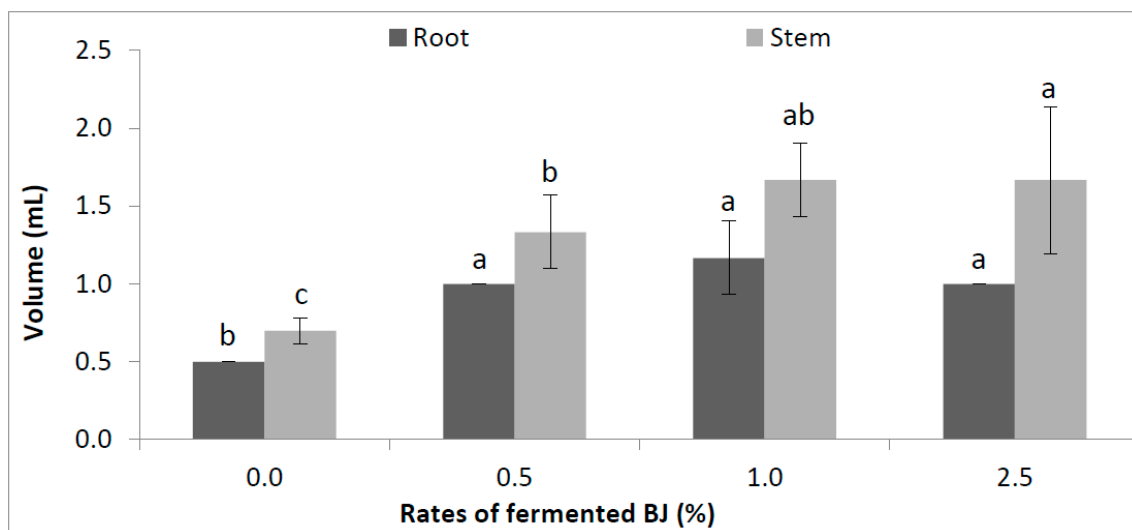 Root Stem
2.5
2.0
1.5
1.0
0.5
0.0
Volume (mL)
b c a b a ab a a
0.0 0.5 1.0 2.5
Rates of fermented BJ (%)